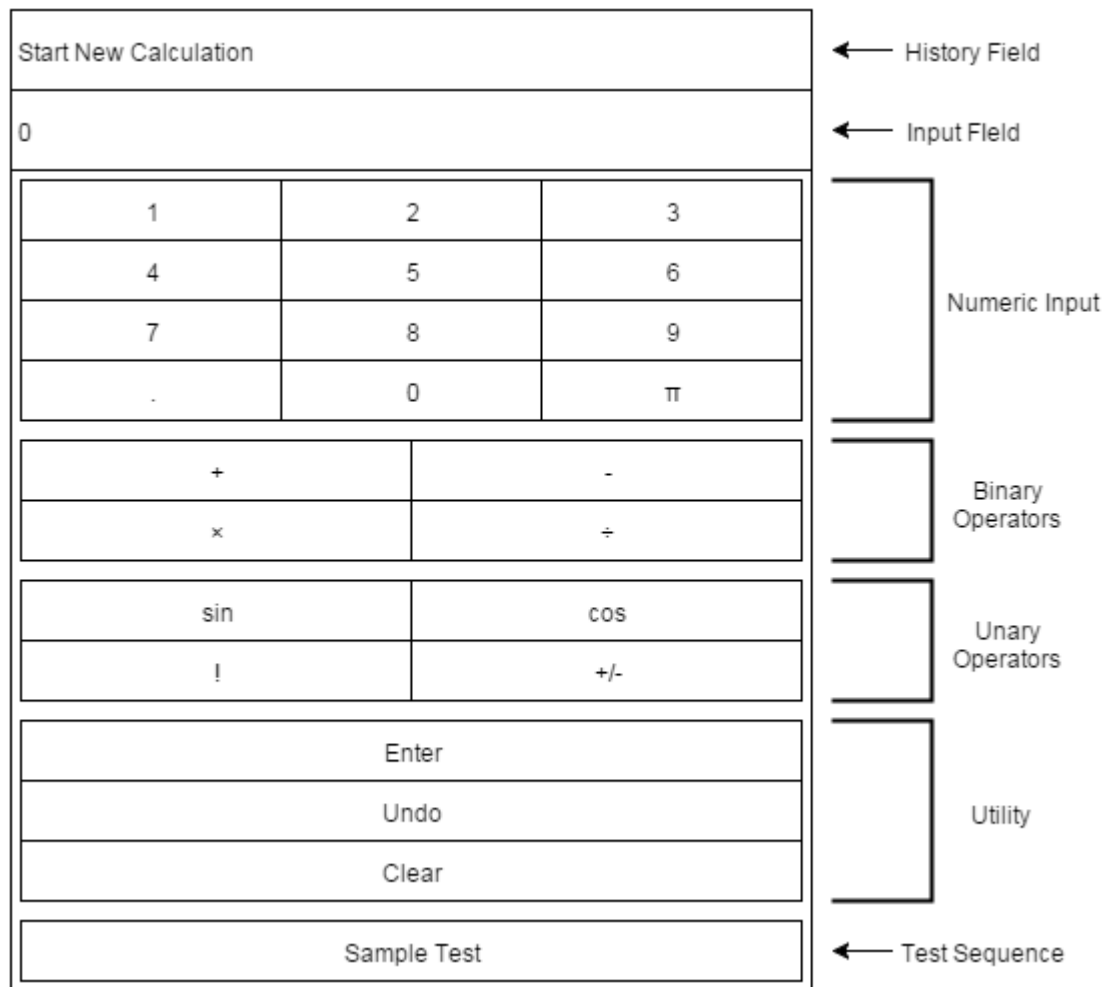 Start New Calculation
History Field
0
Input FIeld
1 2 3
4 5 6
7 8 9
. 0 π
Numeric Input
+ -
× ÷
Binary
Operators
sin cos
! +/-
Unary
Operators
Enter
Undo
Clear
Utility
Sample Test
Test Sequence